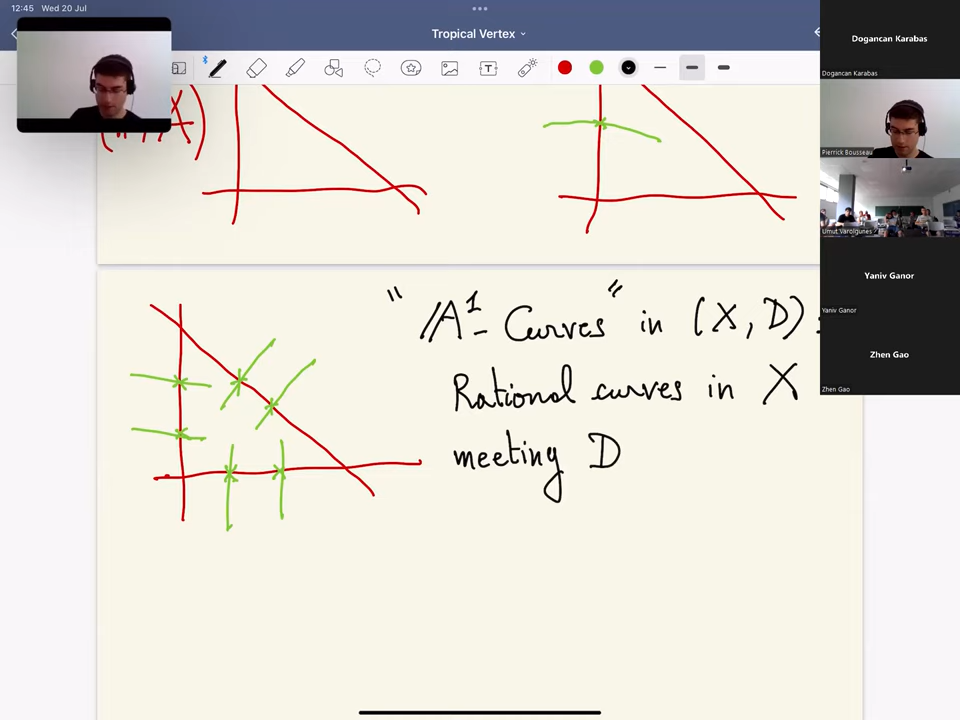 12:45 Wed 20 Jul
Tropical Vertex
Dogancan Karabas
Dogancan Karabas
Pierrick Bousseau
Umut Varolgunes
Yaniv Ganor
Yaniv Ganor
Zhen Gao
Zhen Gao
"A¹- Curves" in (X, D) :
Rational curves in X
meeting D